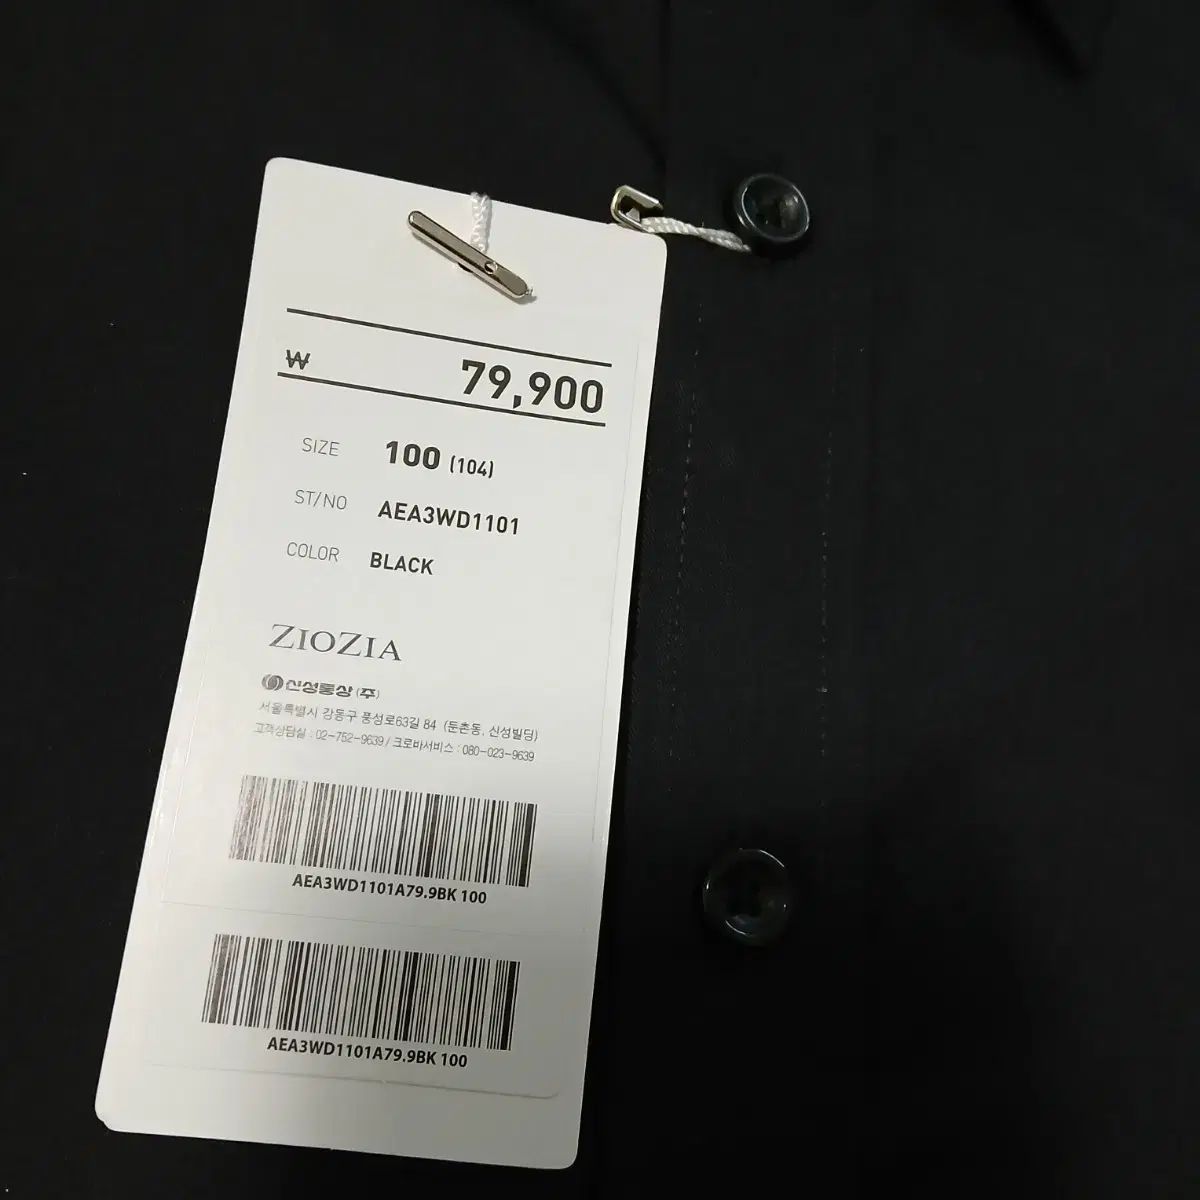 ₩ 79,900
SIZE 100 (104)
ST/NO AEA3WD1101
COLOR BLACK
ZIOZIA
신성통상(주)
서울특별시 강동구 풍성로63길 84 (둔촌동, 신성빌딩)
고객상담실 : 02-752-9639 / 크로바서비스 : 080-023-9639
AEA3WD1101A79.9BK 100
AEA3WD1101A79.9BK 100